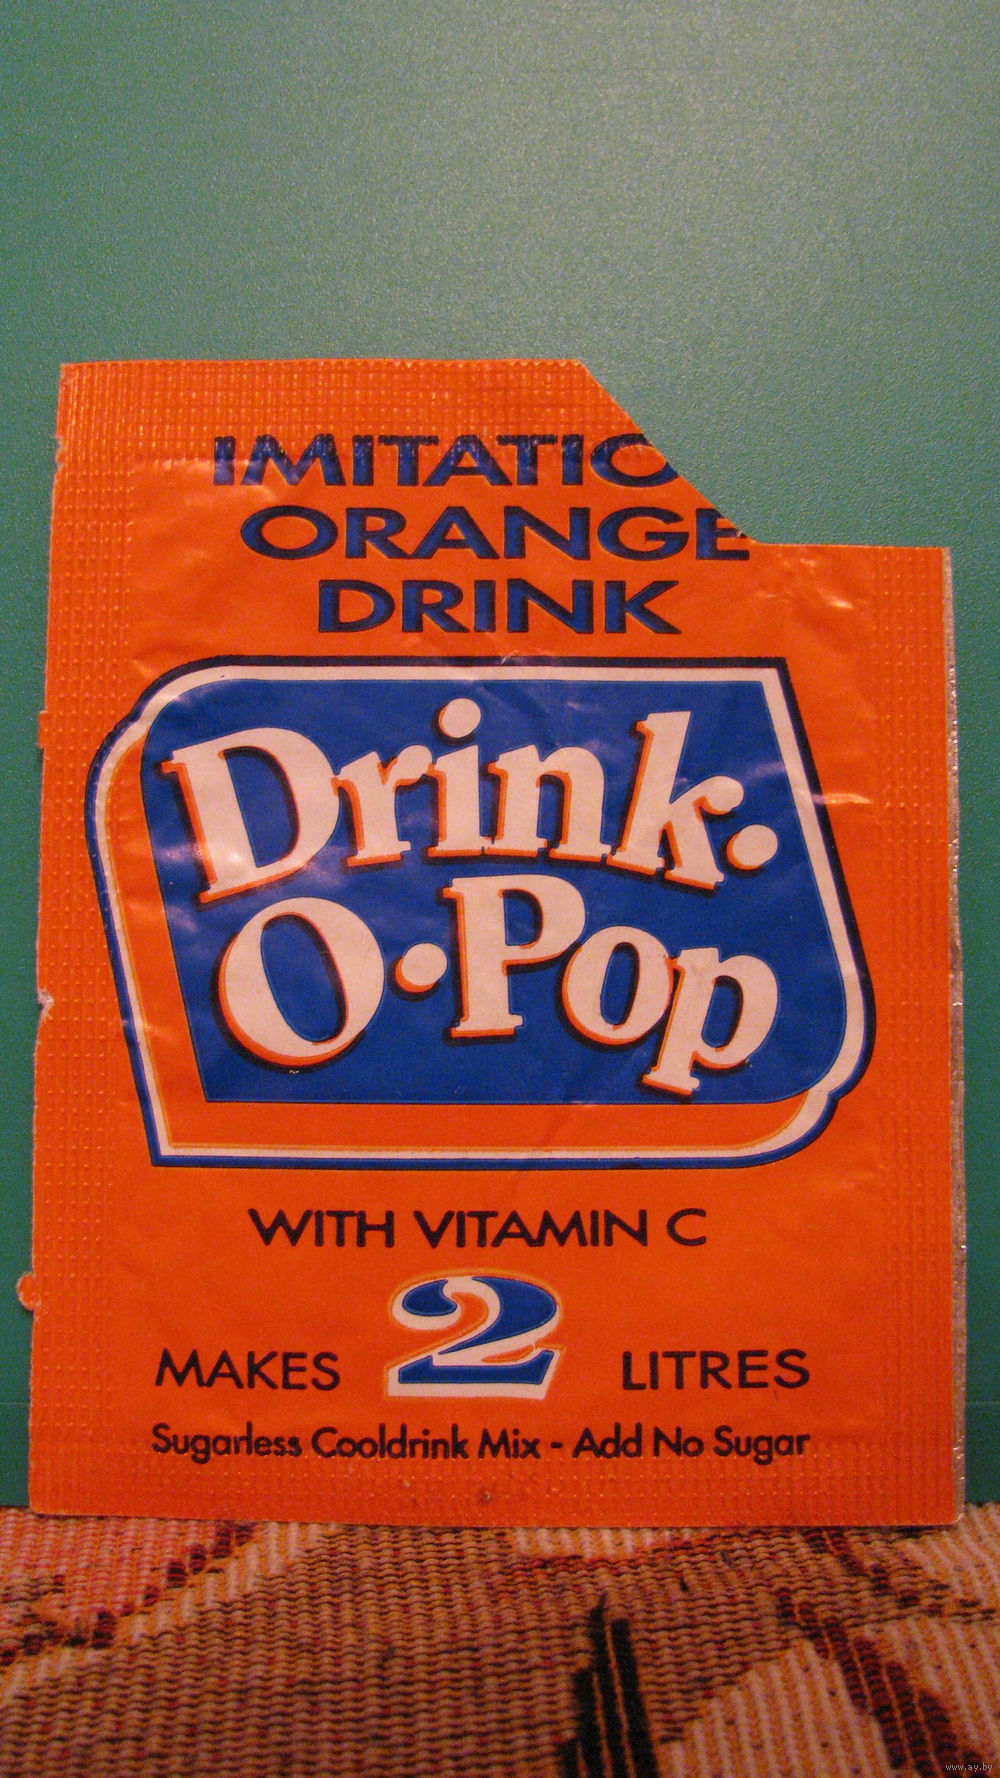 IMITATIO
ORANGE
DRINK
Drink·
O·Pop
WITH VITAMIN C
MAKES 2 LITRES
Sugarless Cooldrink Mix - Add No Sugar
www.ay.by